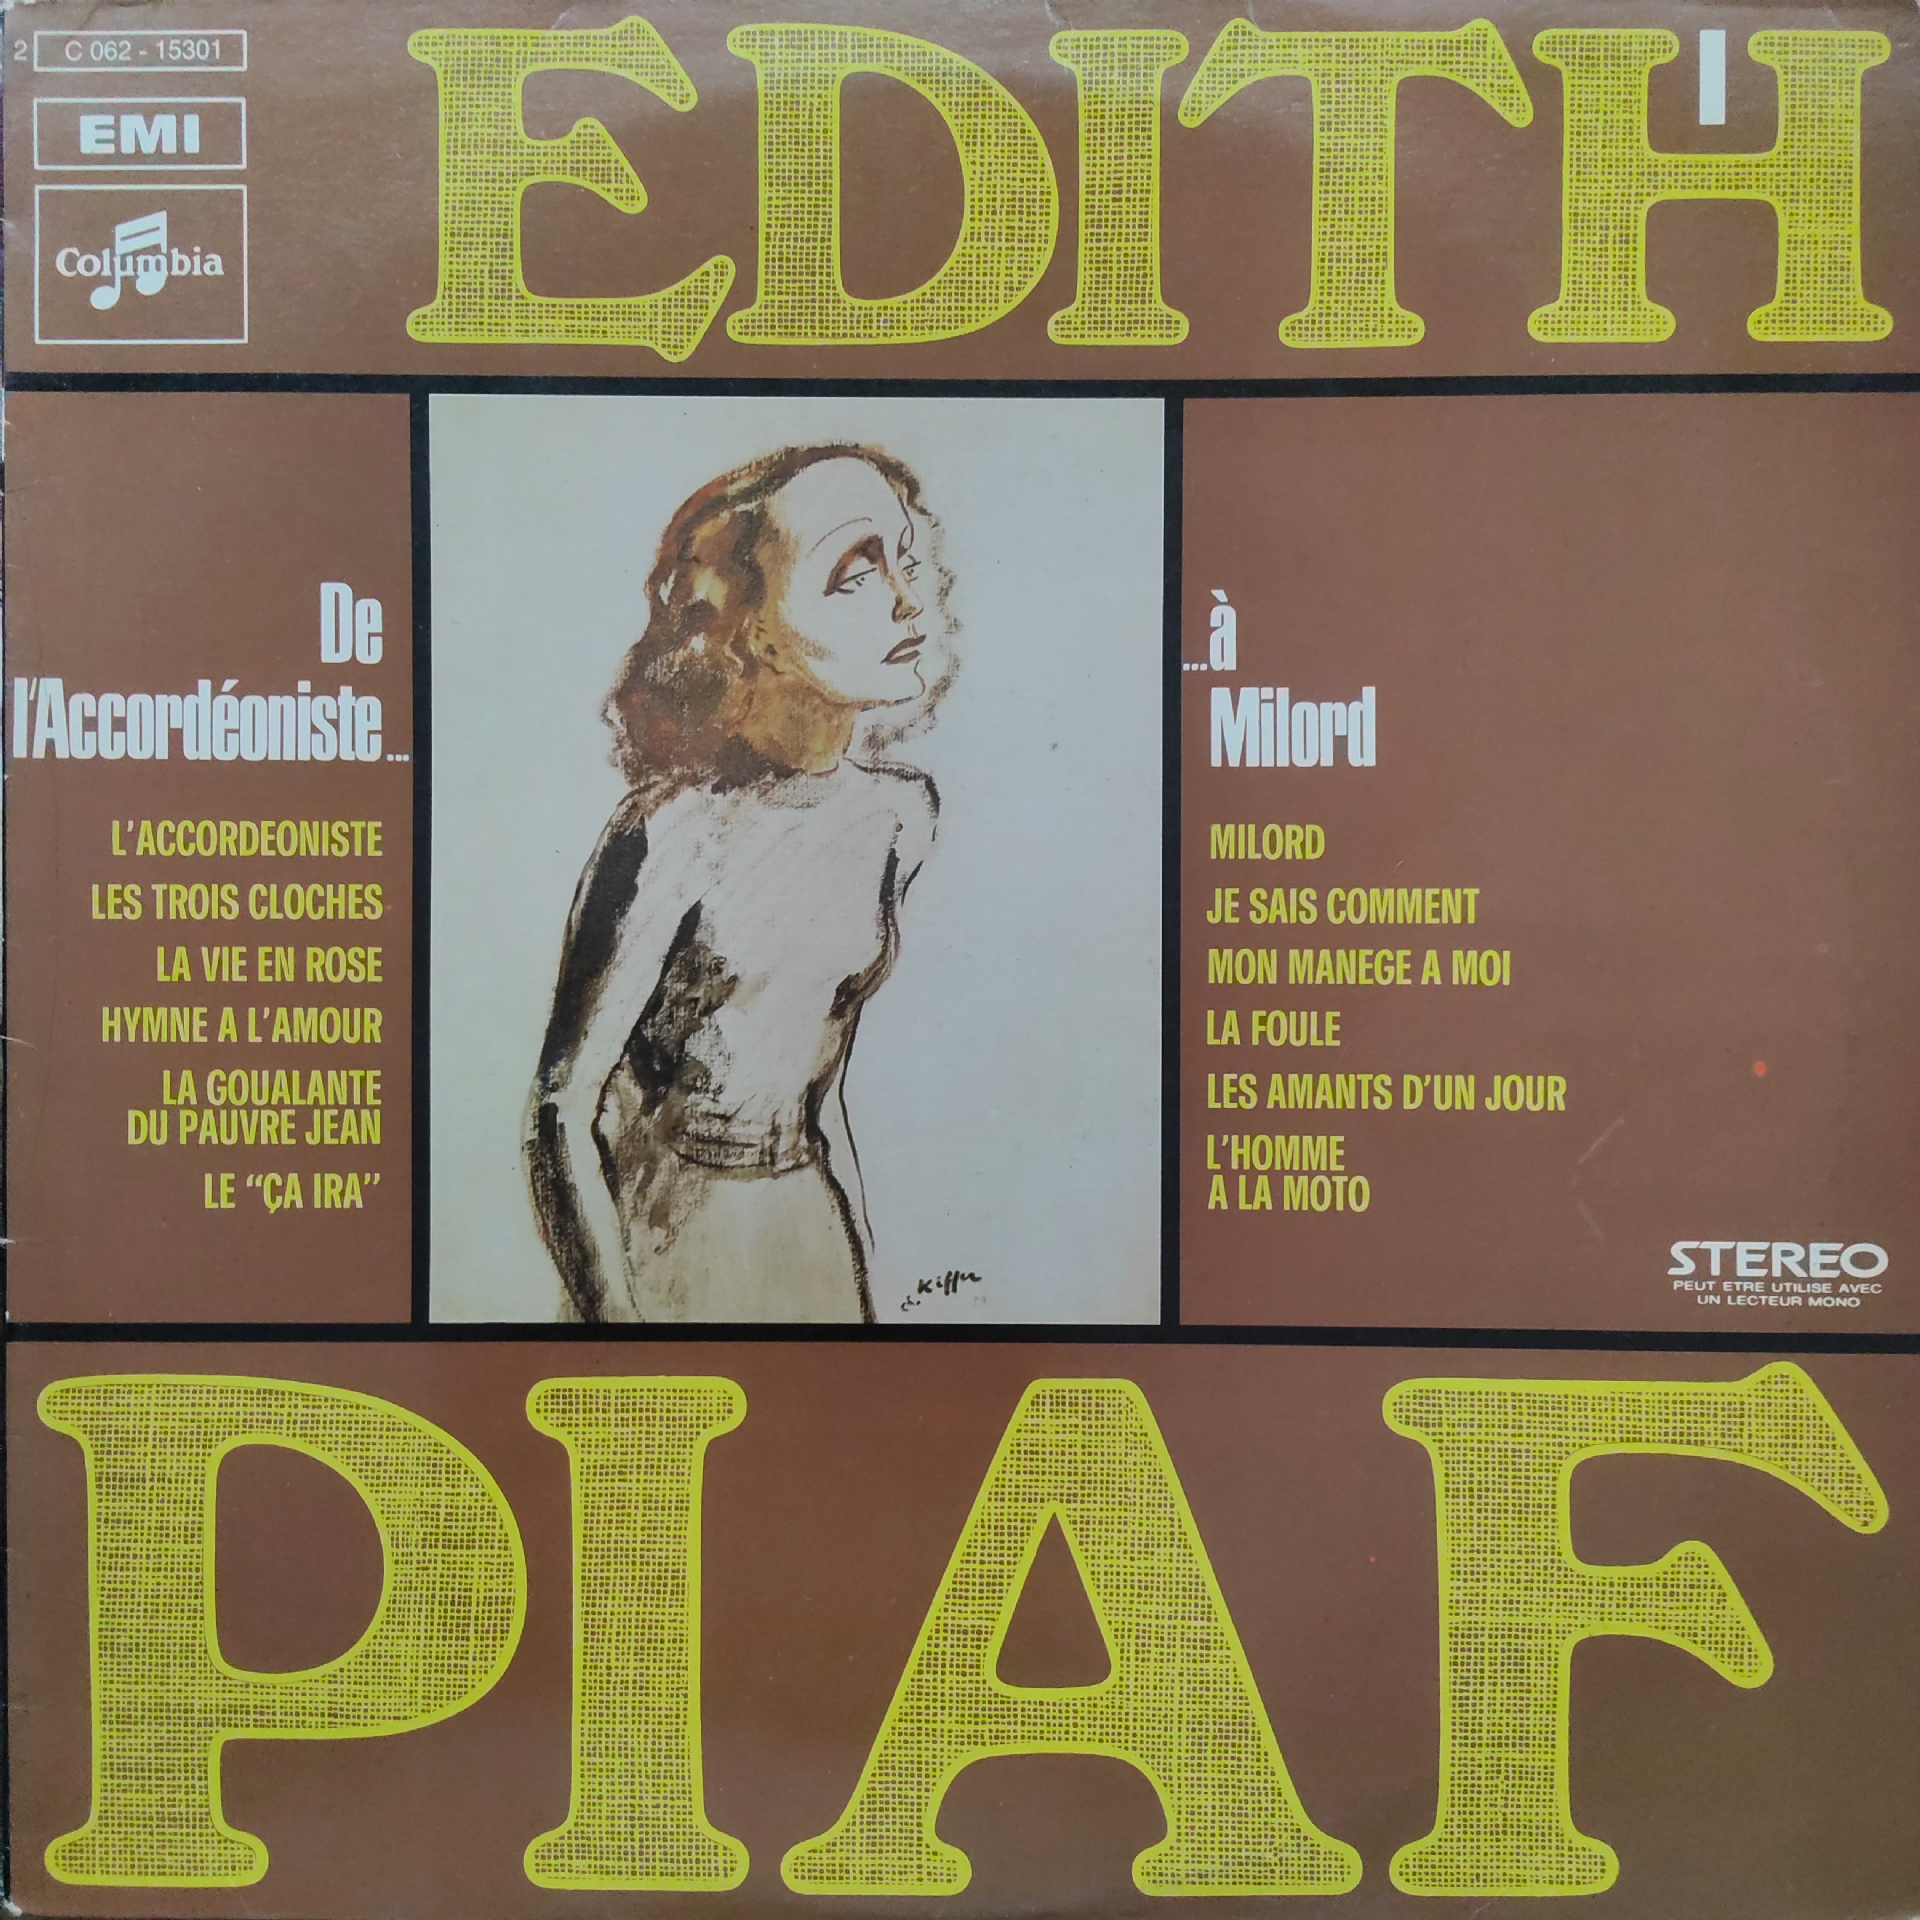 2 C 062 - 15301
EMI
Columbia
EDITH
I
De
l'Accordéoniste...
L'ACCORDEONISTE
LES TROIS CLOCHES
LA VIE EN ROSE
HYMNE A L'AMOUR
LA GOUALANTE
DU PAUVRE JEAN
LE “ÇA IRA”
...à
Milord
MILORD
JE SAIS COMMENT
MON MANEGE A MOI
LA FOULE
LES AMANTS D'UN JOUR
L'HOMME
A LA MOTO
STEREO
PEUT ETRE UTILISE AVEC
UN LECTEUR MONO
PIAF